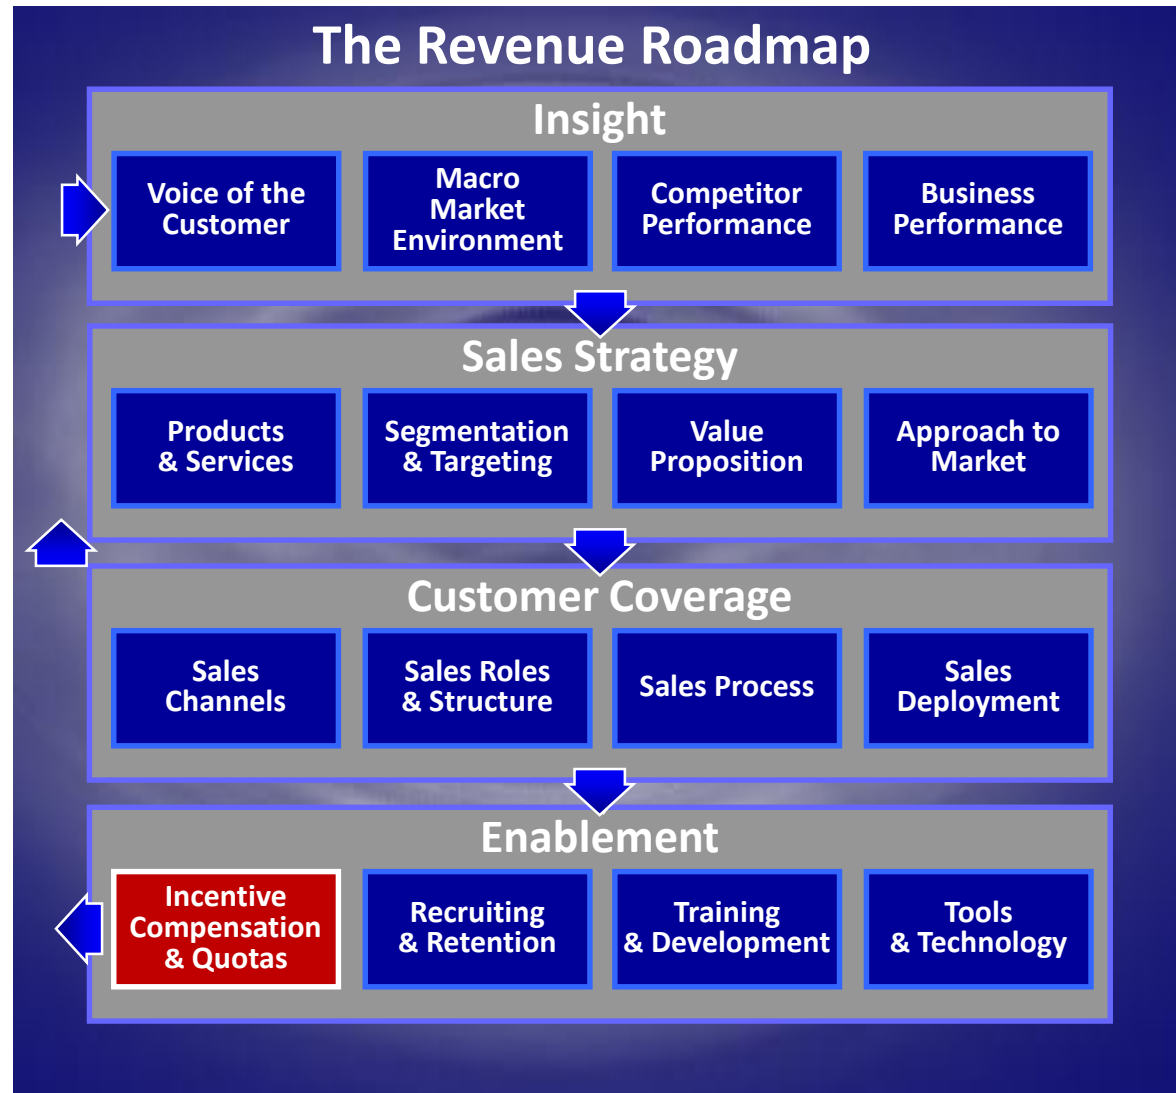 The Revenue Roadmap
Insight
Voice of the
Customer
Macro
Market
Environment
Competitor
Performance
Business
Performance
Sales Strategy
Products
& Services
Segmentation
& Targeting
Value
Proposition
Approach to
Market
Customer Coverage
Sales
Channels
Sales Roles
& Structure
Sales Process
Sales
Deployment
Enablement
Incentive
Compensation
& Quotas
Recruiting
& Retention
Training
& Development
Tools
& Technology